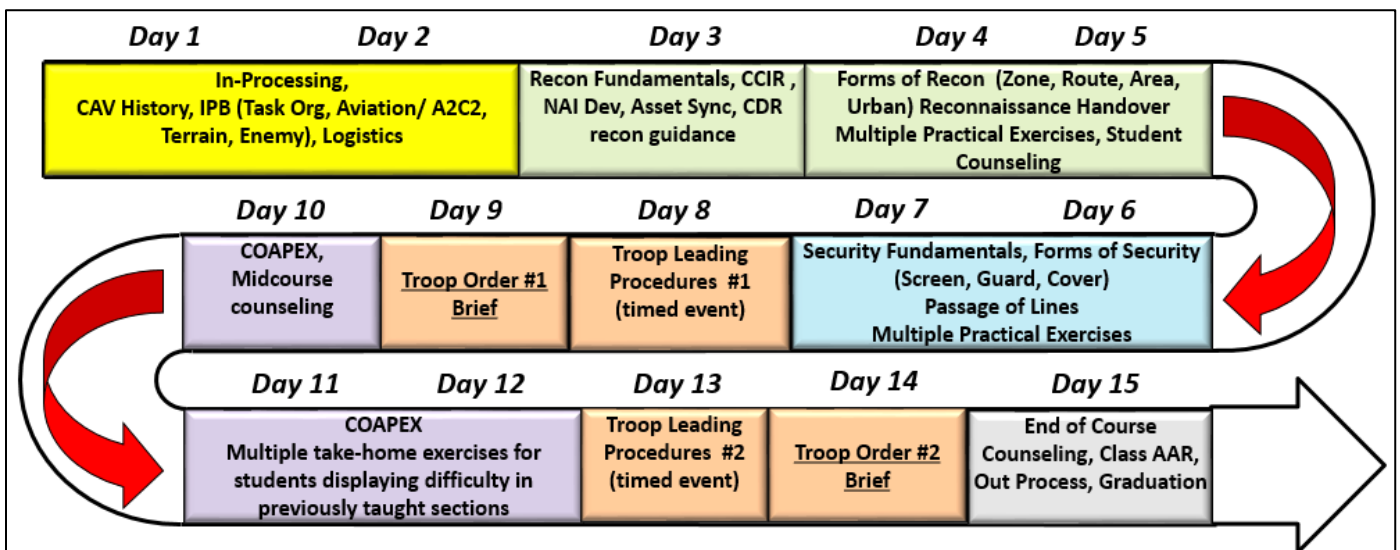 Day 1 Day 2 Day 3 Day 4 Day 5
In-Processing,
CAV History, IPB (Task Org, Aviation/ A2C2,
Terrain, Enemy), Logistics
Recon Fundamentals, CCIR ,
NAI Dev, Asset Sync, CDR
recon guidance
Forms of Recon (Zone, Route, Area,
Urban) Reconnaissance Handover
Multiple Practical Exercises, Student
Counseling
Day 10 Day 9 Day 8 Day 7 Day 6
COAPEX,
Midcourse
counseling
Troop Order #1
Brief
Troop Leading
Procedures #1
(timed event)
Security Fundamentals, Forms of Security
(Screen, Guard, Cover)
Passage of Lines
Multiple Practical Exercises
Day 11 Day 12 Day 13 Day 14 Day 15
COAPEX
Multiple take-home exercises for
students displaying difficulty in
previously taught sections
Troop Leading
Procedures #2
(timed event)
Troop Order #2
Brief
End of Course
Counseling, Class AAR,
Out Process, Graduation